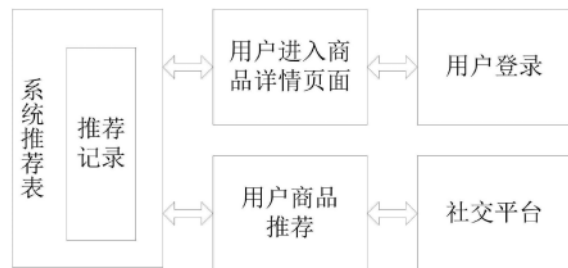 系统推荐表
推荐
记录
用户进入商
品详情页面
用户登录
用户商品
推荐
社交平台